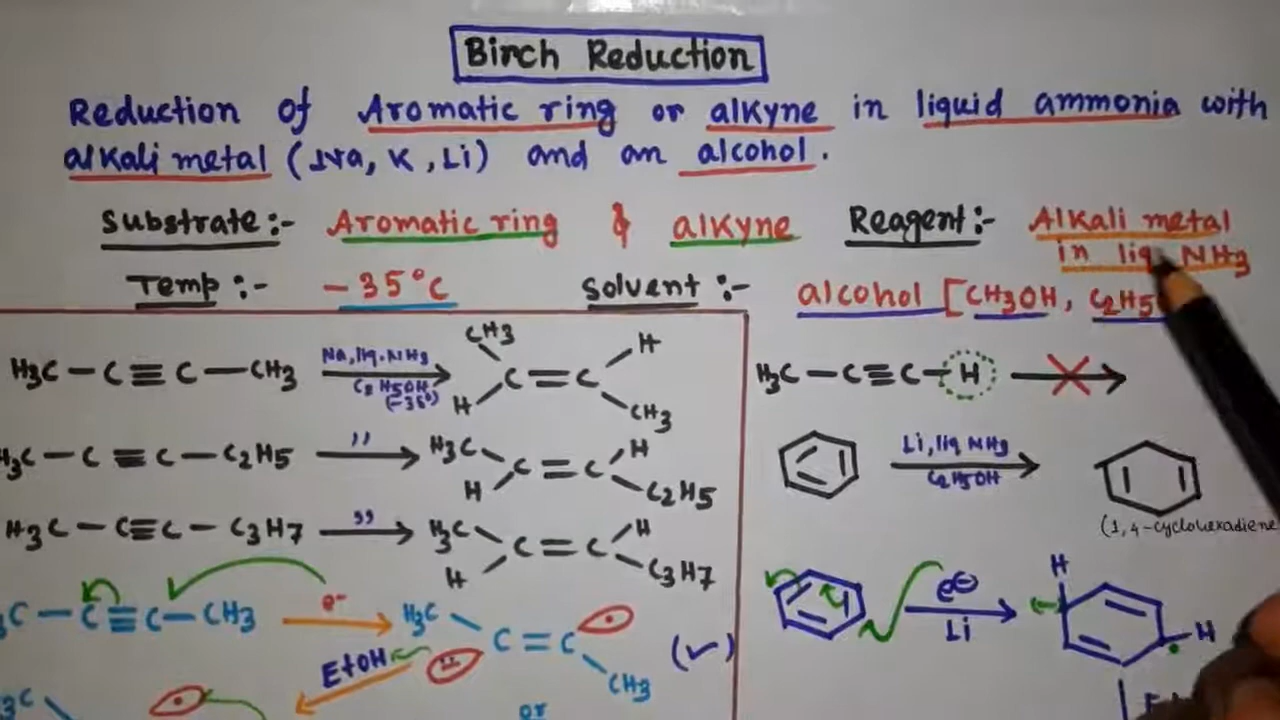 Birch Reduction
Reduction of Aromatic ring or alkyne in liquid ammonia with
alkali metal (Na, K, Li) and an alcohol.
Substrate:- Aromatic ring & alkyne Reagent:- Alkali metal
in liq. NH3
Temp:- -35°C Solvent:- alcohol [CH3OH, C2H5
H3C - C ≡ C - CH3 Na, liq. NH3 C2H5OH (-35°) CH3 H C = C H CH3
H3C - C ≡ C - H
H3C - C ≡ C - C2H5 ,, H3C H C = C H C2H5
Li, liq NH3 C2H5OH
(1,4-cyclohexadiene
H3C - C ≡ C - C3H7 ,, H3C H C = C H C3H7
C - C ≡ C - CH3 e- H3C C = C CH3 (✓)
e⊖ Li H H
EtOH
or